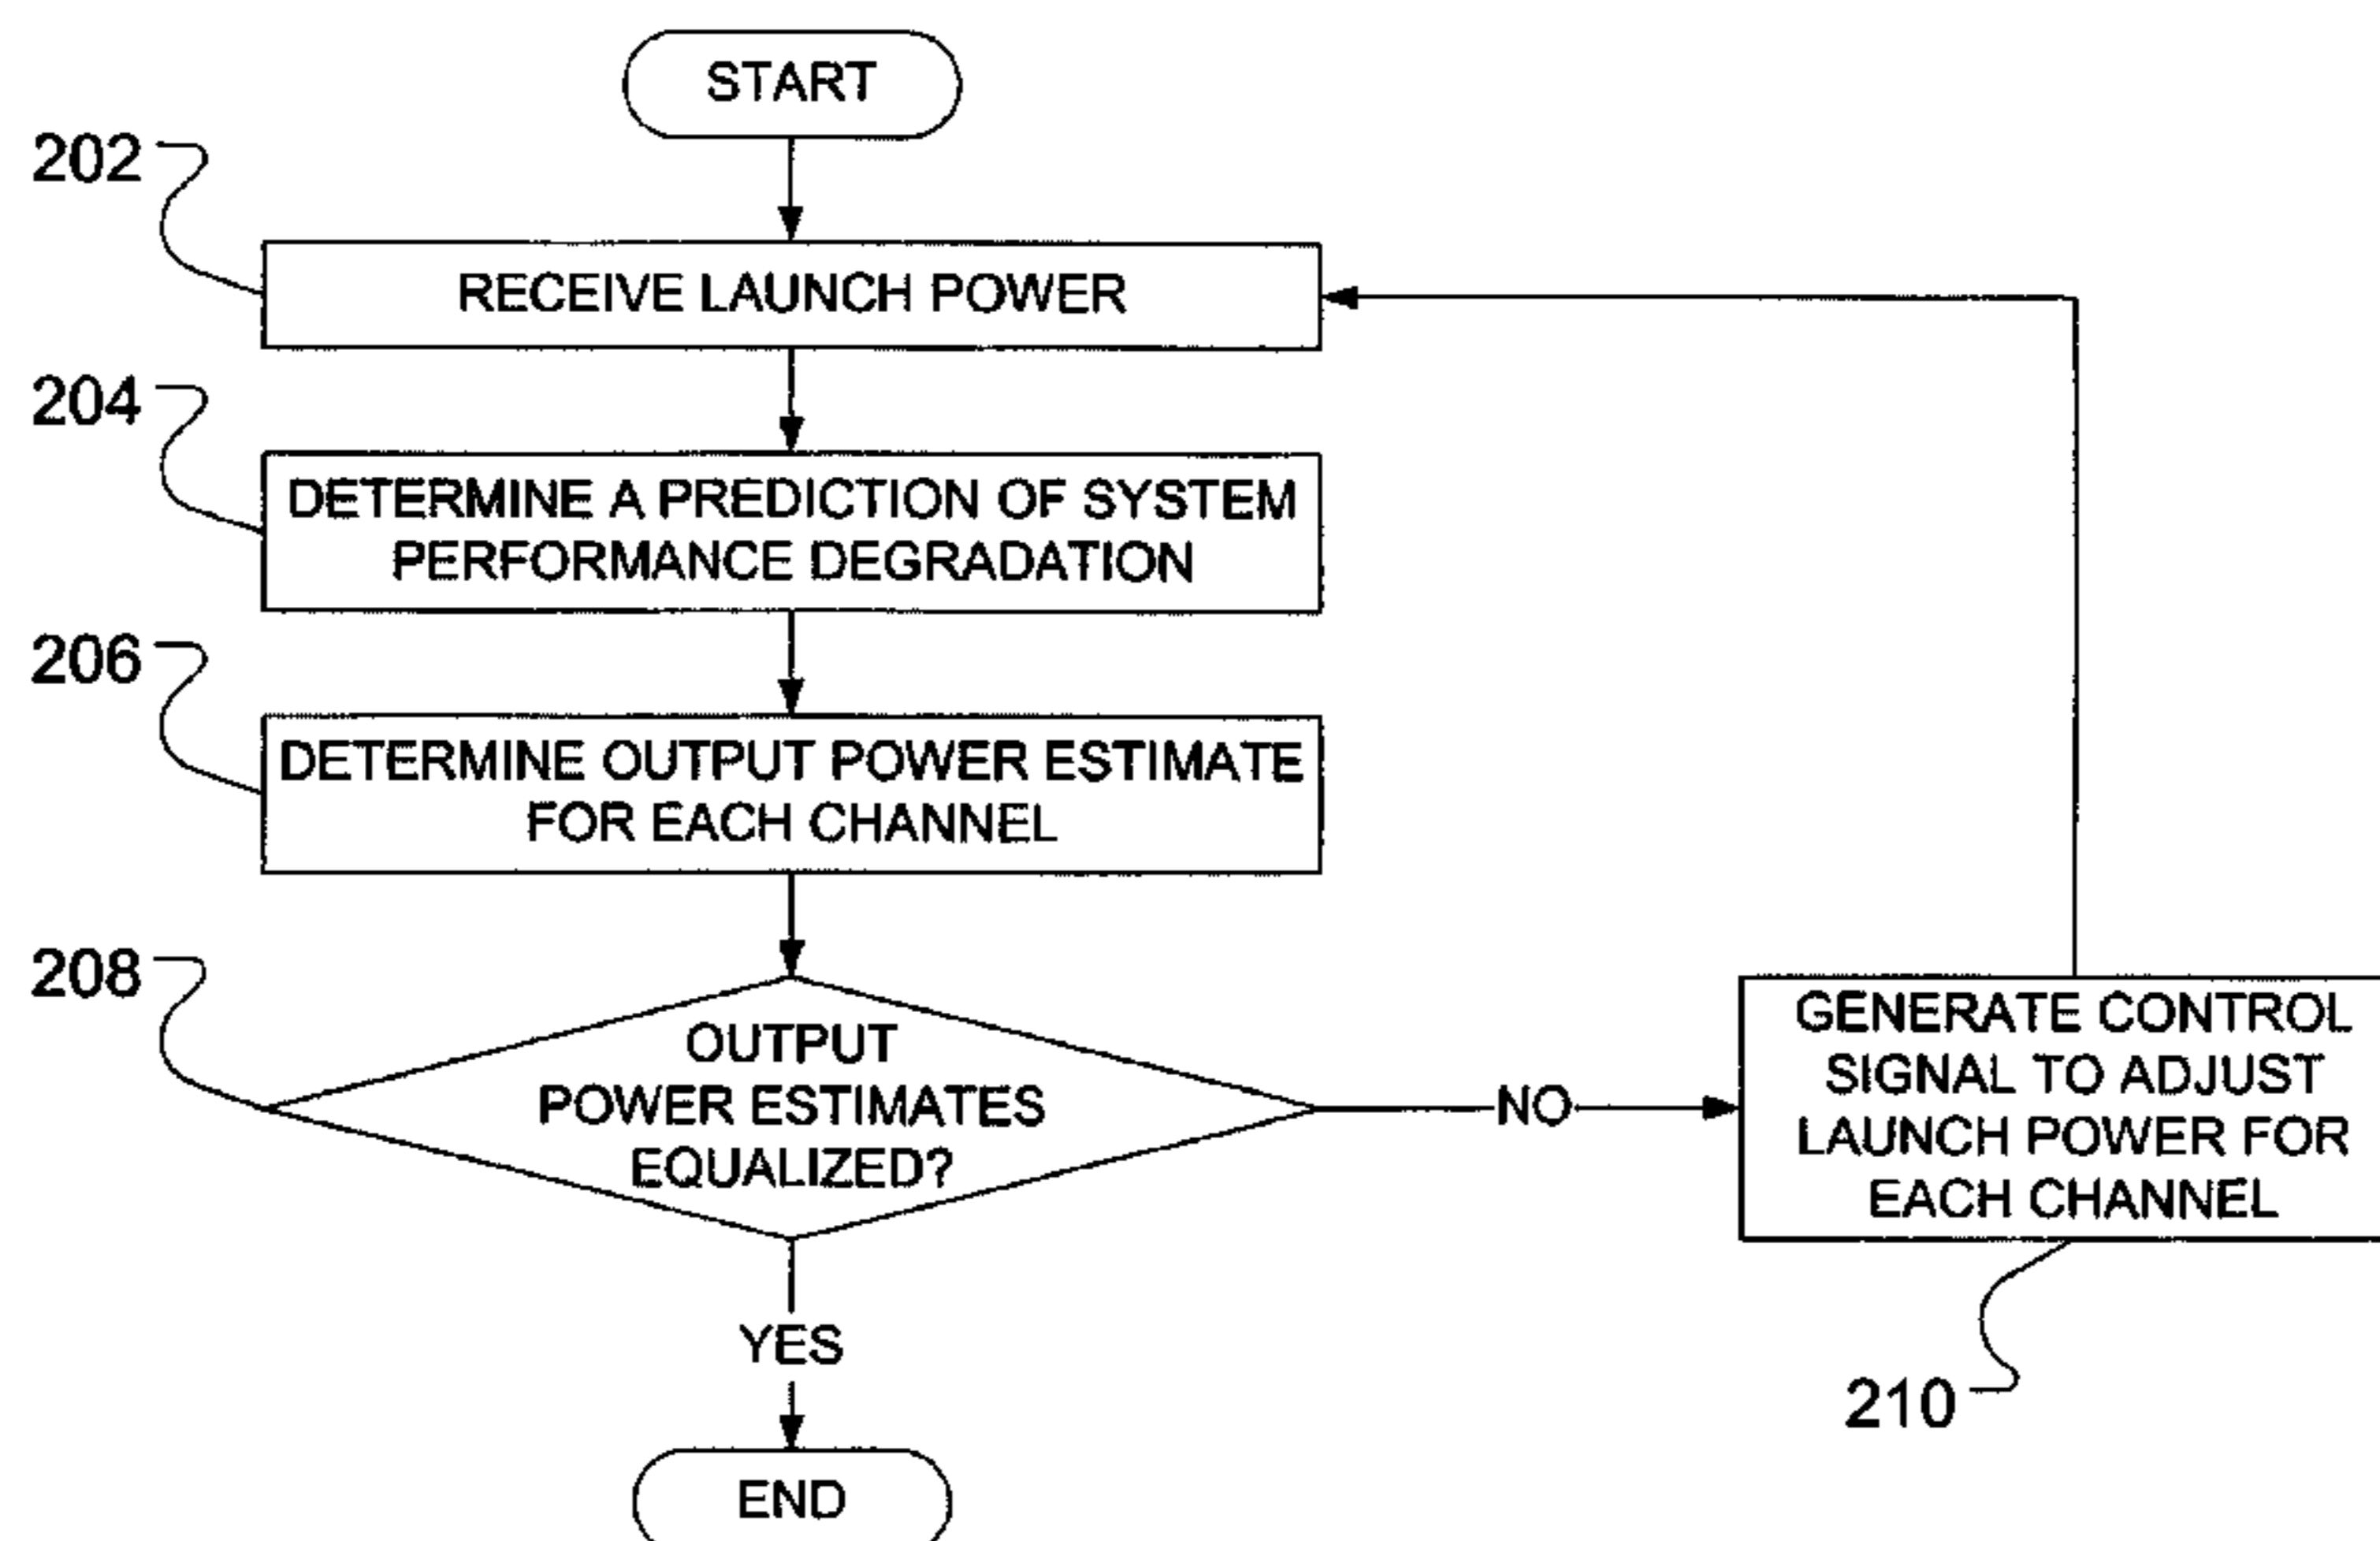 START
202
RECEIVE LAUNCH POWER
204
DETERMINE A PREDICTION OF SYSTEM
PERFORMANCE DEGRADATION
206
DETERMINE OUTPUT POWER ESTIMATE
FOR EACH CHANNEL
208
OUTPUT
POWER ESTIMATES
EQUALIZED?
NO
GENERATE CONTROL
SIGNAL TO ADJUST
LAUNCH POWER FOR
EACH CHANNEL
210
YES
END